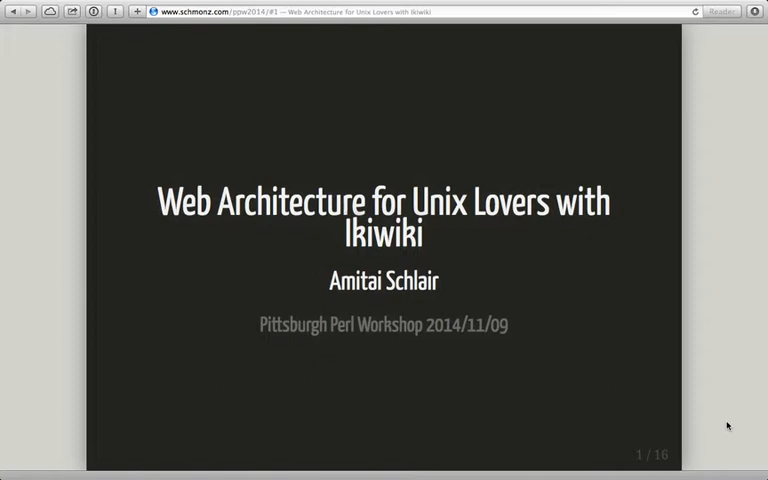 www.schmonz.com/ppw2014/#1 — Web Architecture for Unix Lovers with Ikiwiki
Reader
Web Architecture for Unix Lovers with
Ikiwiki
Amitai Schlair
Pittsburgh Perl Workshop 2014/11/09
1 / 16